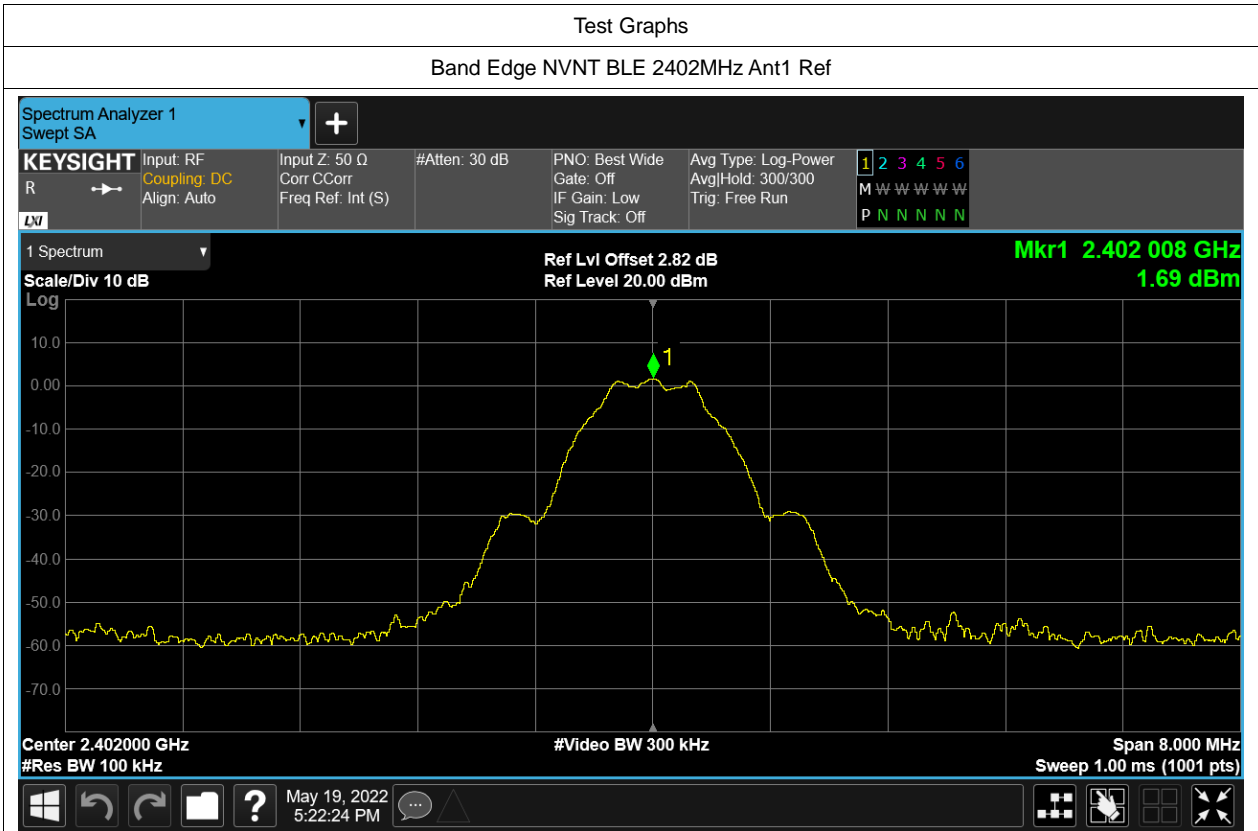 Test Graphs
Band Edge NVNT BLE 2402MHz Ant1 Ref
Spectrum Analyzer 1
Swept SA
KEYSIGHT
R
LXI
Input: RF
Coupling: DC
Align: Auto
Input Z: 50 Ω
Corr CCorr
Freq Ref: Int (S)
#Atten: 30 dB
PNO: Best Wide
Gate: Off
IF Gain: Low
Sig Track: Off
Avg Type: Log-Power
Avg|Hold: 300/300
Trig: Free Run
1 2 3 4 5 6
M W W W W W
P N N N N N
1 Spectrum
Scale/Div 10 dB
Ref Lvl Offset 2.82 dB
Ref Level 20.00 dBm
Mkr1 2.402 008 GHz
1.69 dBm
Log
10.0
0.00
-10.0
-20.0
-30.0
-40.0
-50.0
-60.0
-70.0
1
Center 2.402000 GHz
#Res BW 100 kHz
#Video BW 300 kHz
Span 8.000 MHz
Sweep 1.00 ms (1001 pts)
?
May 19, 2022
5:22:24 PM